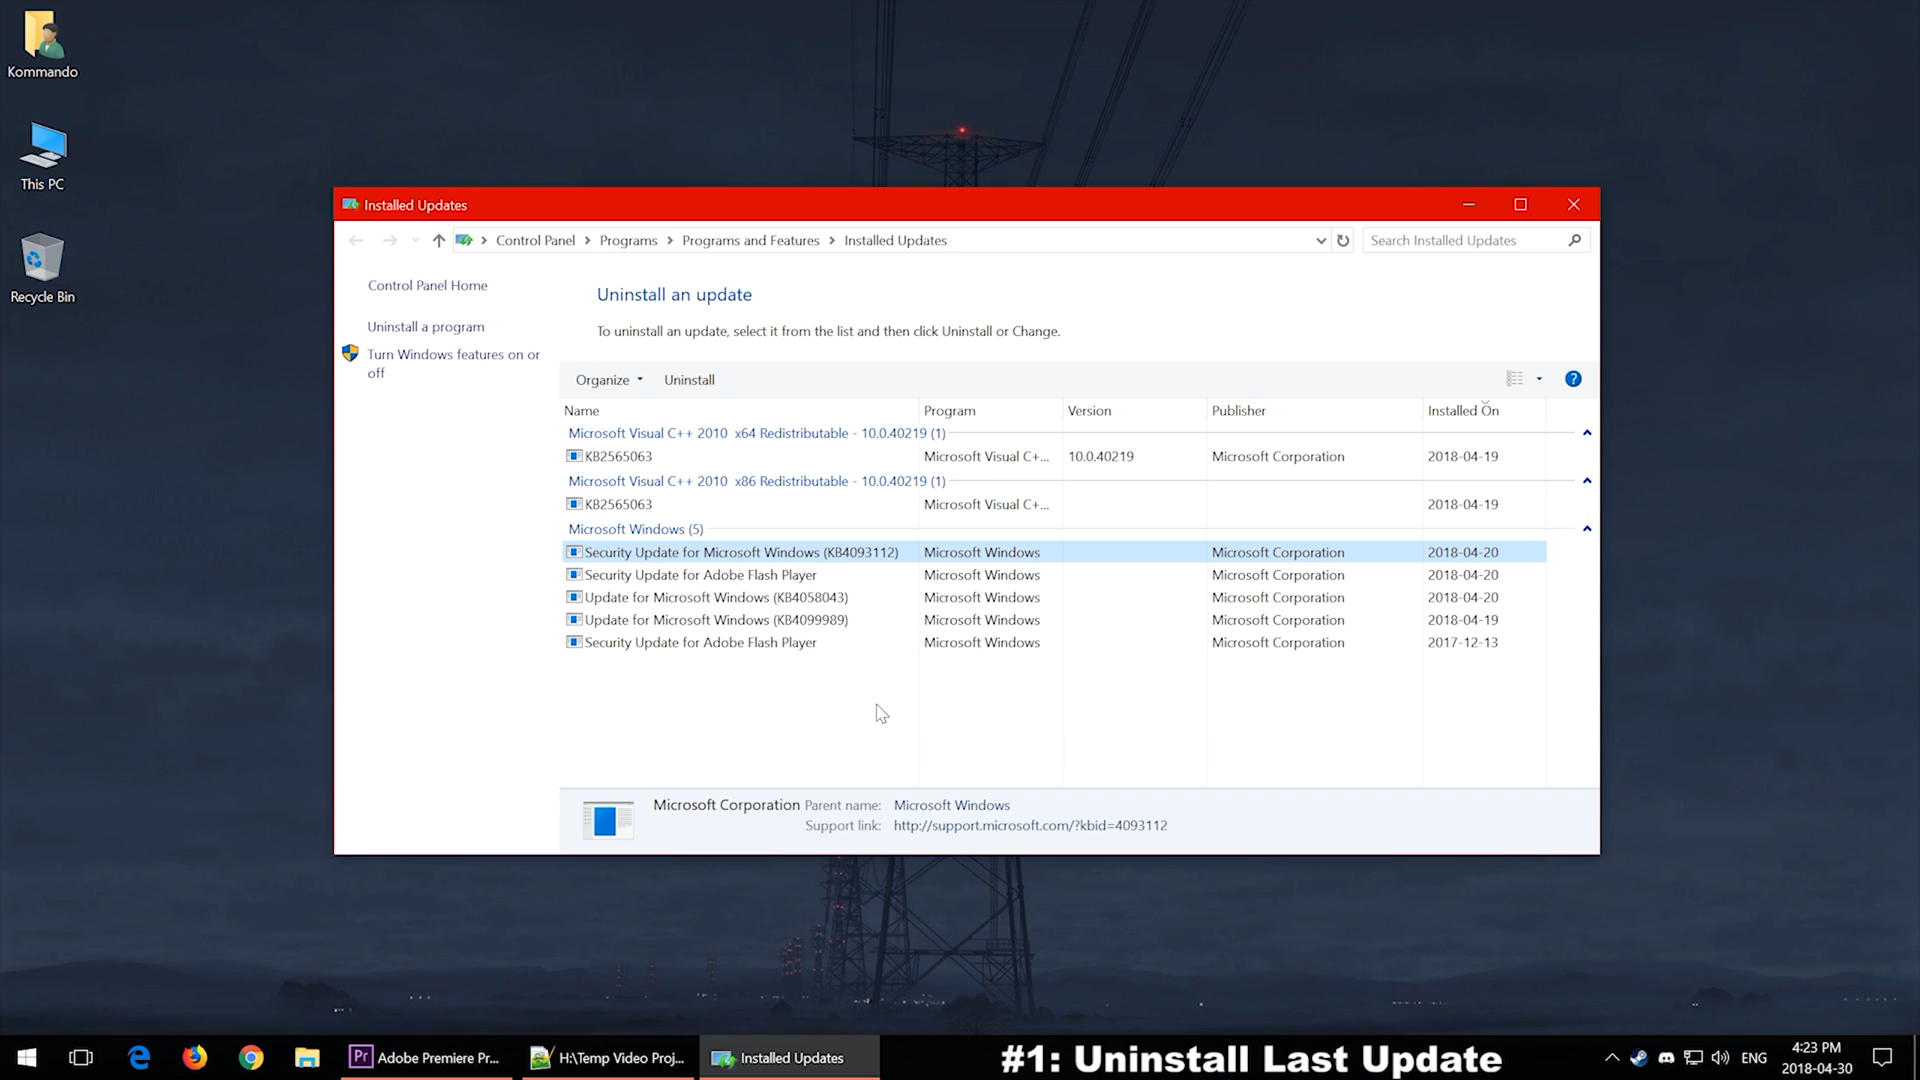 Kommando
This PC
Recycle Bin
Installed Updates
Control Panel Programs Programs and Features Installed Updates
Search Installed Updates
Control Panel Home
Uninstall a program
Turn Windows features on or
off
Uninstall an update
To uninstall an update, select it from the list and then click Uninstall or Change.
Organize Uninstall
?
Name Program Version Publisher Installed On
Microsoft Visual C++ 2010 x64 Redistributable - 10.0.40219 (1)
KB2565063 Microsoft Visual C+... 10.0.40219 Microsoft Corporation 2018-04-19
Microsoft Visual C++ 2010 x86 Redistributable - 10.0.40219 (1)
KB2565063 Microsoft Visual C+... 2018-04-19
Microsoft Windows (5)
Security Update for Microsoft Windows (KB4093112) Microsoft Windows Microsoft Corporation 2018-04-20
Security Update for Adobe Flash Player Microsoft Windows Microsoft Corporation 2018-04-20
Update for Microsoft Windows (KB4058043) Microsoft Windows Microsoft Corporation 2018-04-20
Update for Microsoft Windows (KB4099989) Microsoft Windows Microsoft Corporation 2018-04-19
Security Update for Adobe Flash Player Microsoft Windows Microsoft Corporation 2017-12-13
Microsoft Corporation Parent name: Microsoft Windows
Support link: http://support.microsoft.com/?kbid=4093112
Pr Adobe Premiere Pr...
H:\Temp Video Proj...
Installed Updates
#1: Uninstall Last Update
ENG
4:23 PM
2018-04-30